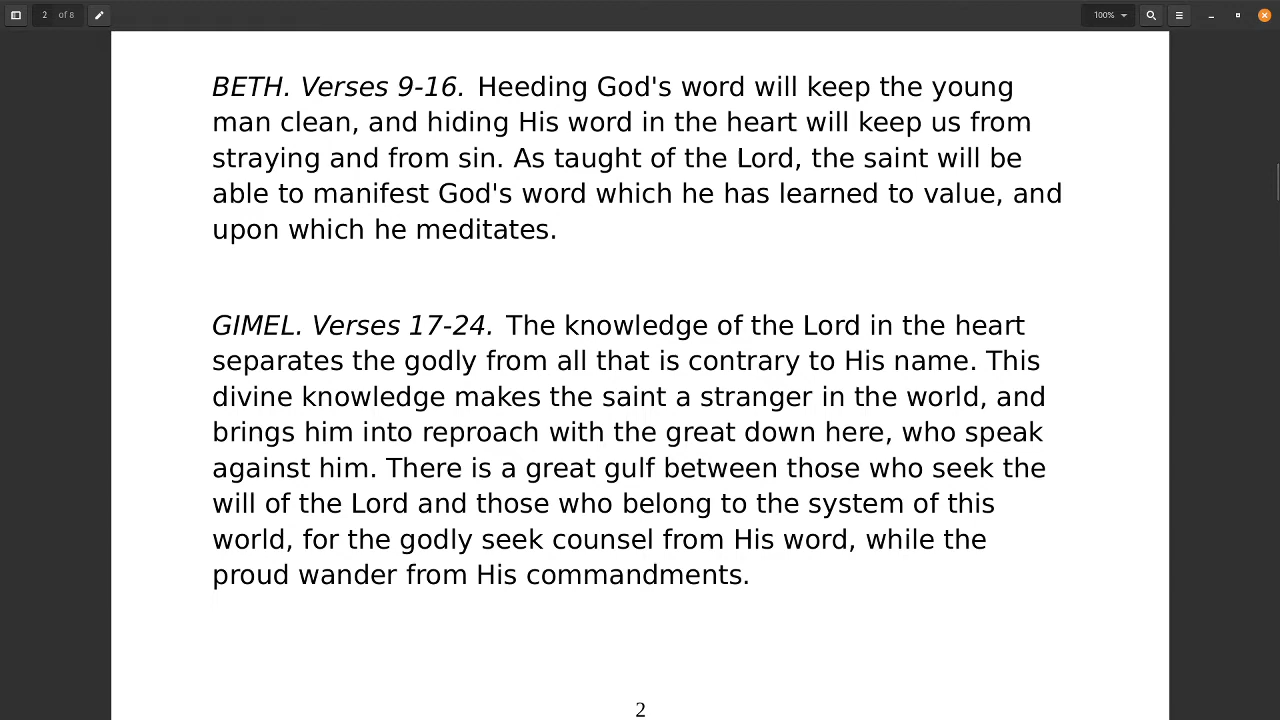 2 of 8
100%
BETH. Verses 9-16. Heeding God's word will keep the young
man clean, and hiding His word in the heart will keep us from
straying and from sin. As taught of the Lord, the saint will be
able to manifest God's word which he has learned to value, and
upon which he meditates.
GIMEL. Verses 17-24. The knowledge of the Lord in the heart
separates the godly from all that is contrary to His name. This
divine knowledge makes the saint a stranger in the world, and
brings him into reproach with the great down here, who speak
against him. There is a great gulf between those who seek the
will of the Lord and those who belong to the system of this
world, for the godly seek counsel from His word, while the
proud wander from His commandments.
2